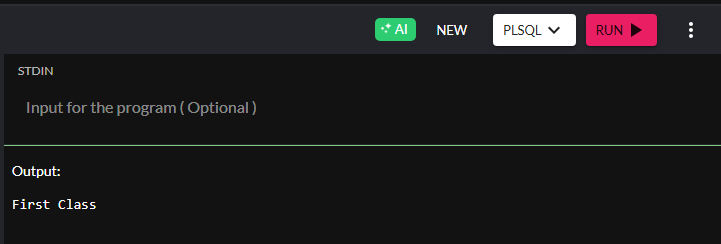 AI NEW PLSQL RUN
STDIN
Input for the program ( Optional )
Output:
First Class